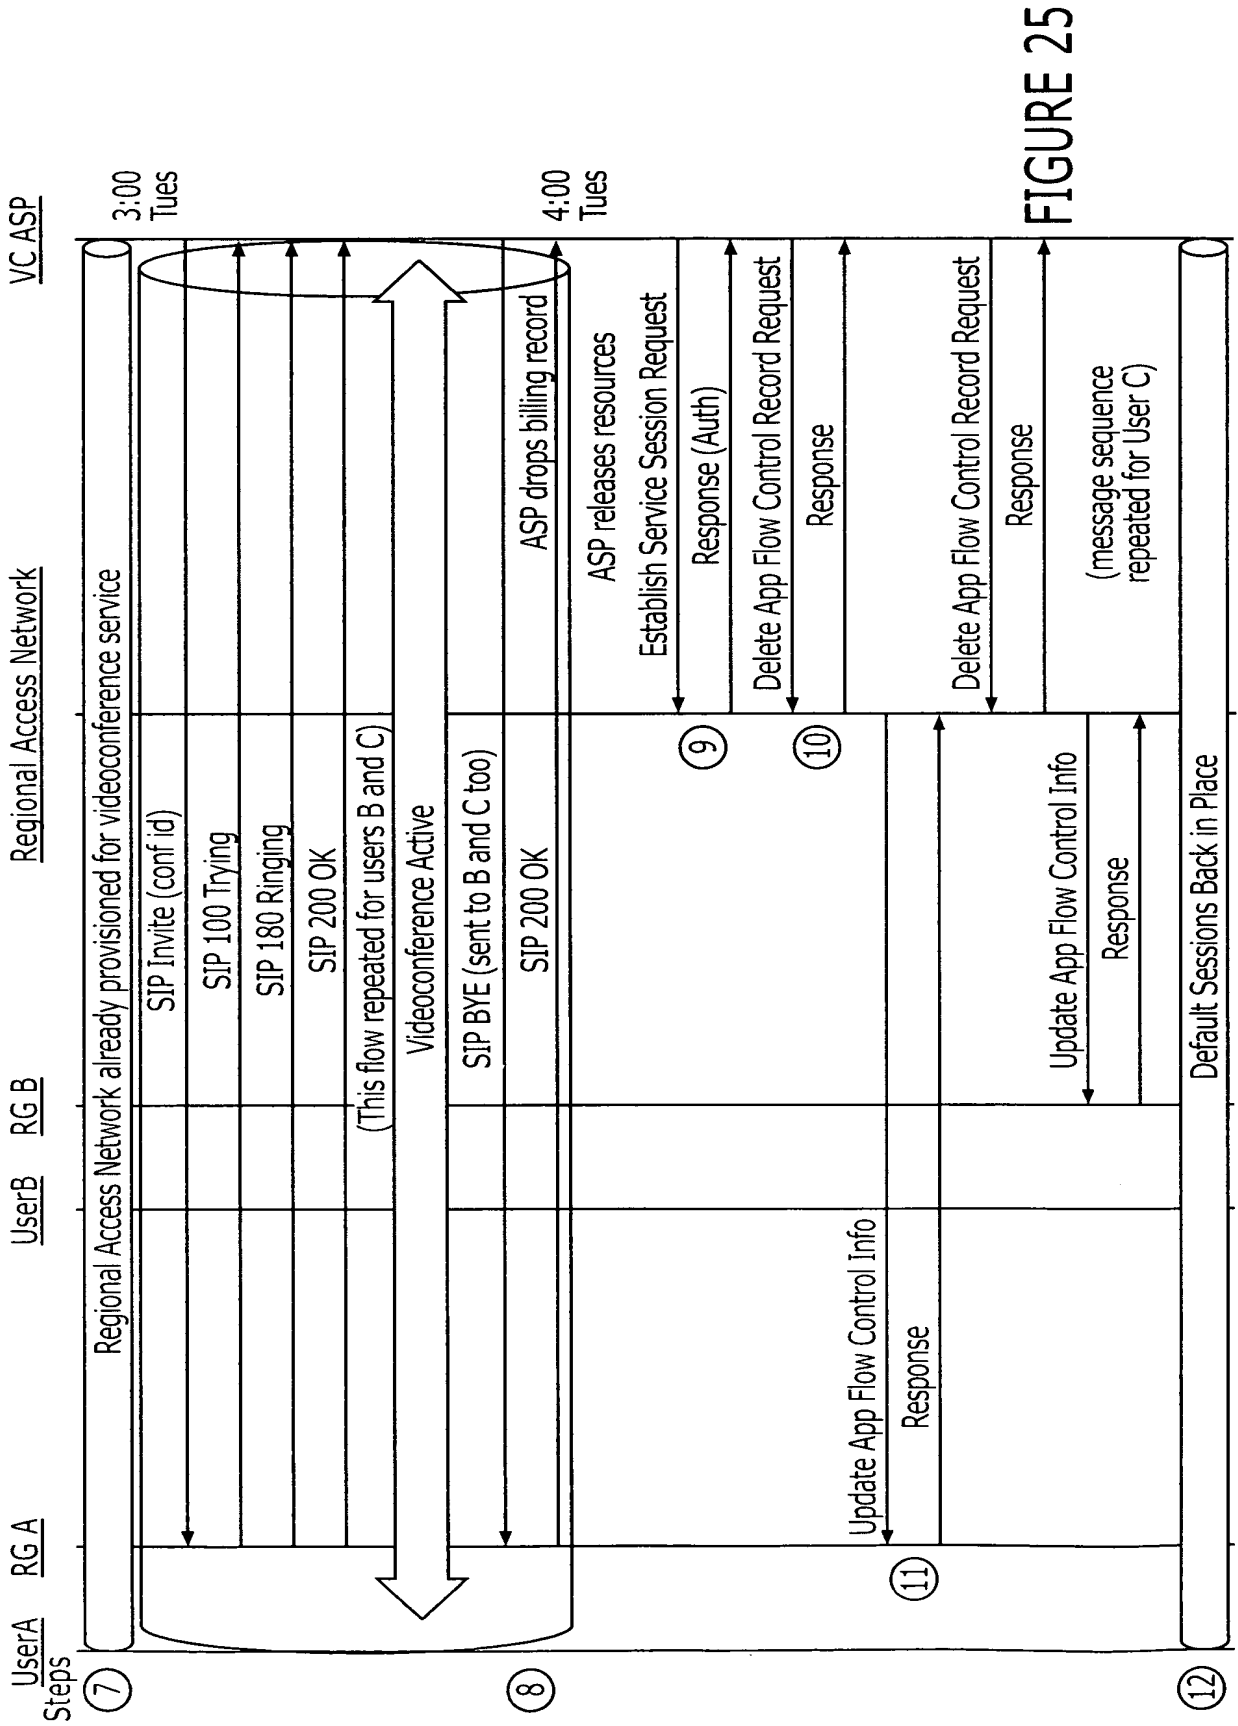 UserA
RG A
UserB
RG B
Regional Access Network
VC ASP
Steps
7
Regional Access Network already provisioned for videoconference service
3:00
Tues
SIP Invite (conf id)
SIP 100 Trying
SIP 180 Ringing
SIP 200 OK
(This flow repeated for users B and C)
Videoconference Active
8
SIP BYE (sent to B and C too)
SIP 200 OK
ASP drops billing record
4:00
Tues
ASP releases resources
Establish Service Session Request
9
Response (Auth)
Delete App Flow Control Record Request
10
Response
Update App Flow Control Info
11
Response
Delete App Flow Control Record Request
Response
Update App Flow Control Info
Response
(message sequence
repeated for User C)
12
Default Sessions Back in Place
FIGURE 25